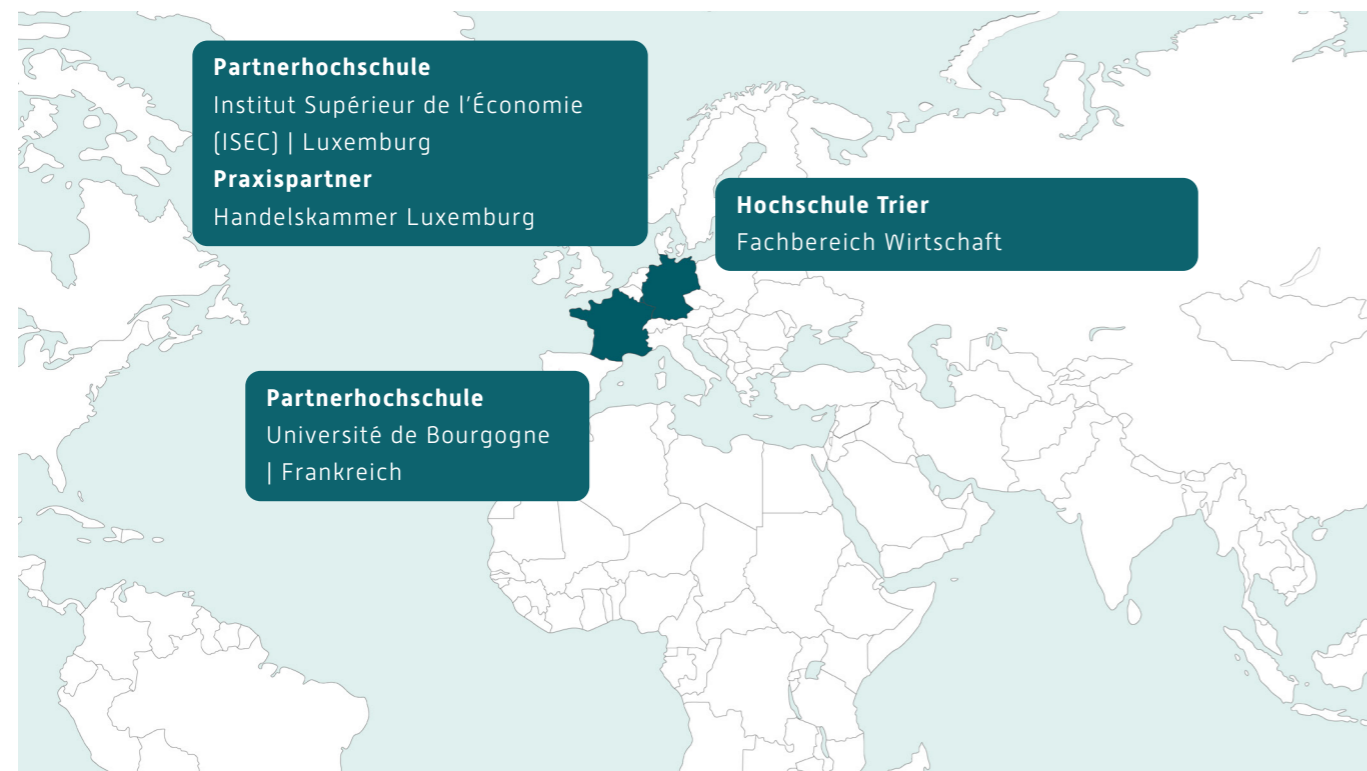 Partnerhochschule
Institut Supérieur de l’Économie
(ISEC) | Luxemburg
Praxispartner
Handelskammer Luxemburg
Hochschule Trier
Fachbereich Wirtschaft
Partnerhochschule
Université de Bourgogne
| Frankreich